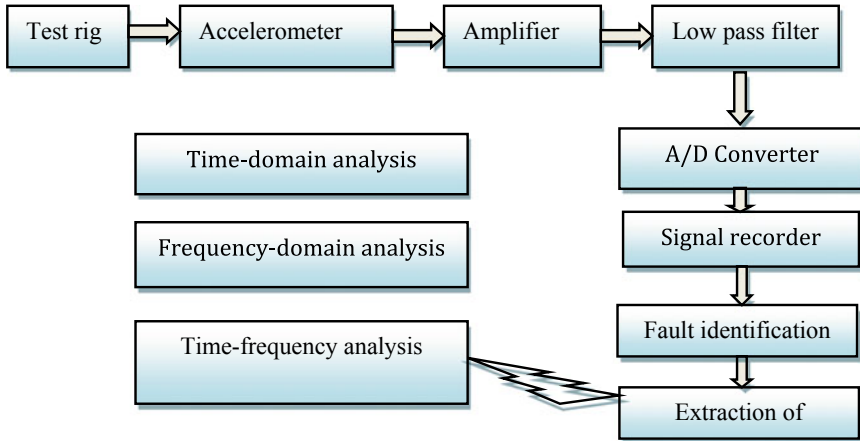 Test rig
Accelerometer
Amplifier
Low pass filter
A/D Converter
Time-domain analysis
Signal recorder
Frequency-domain analysis
Fault identification
Time-frequency analysis
Extraction of